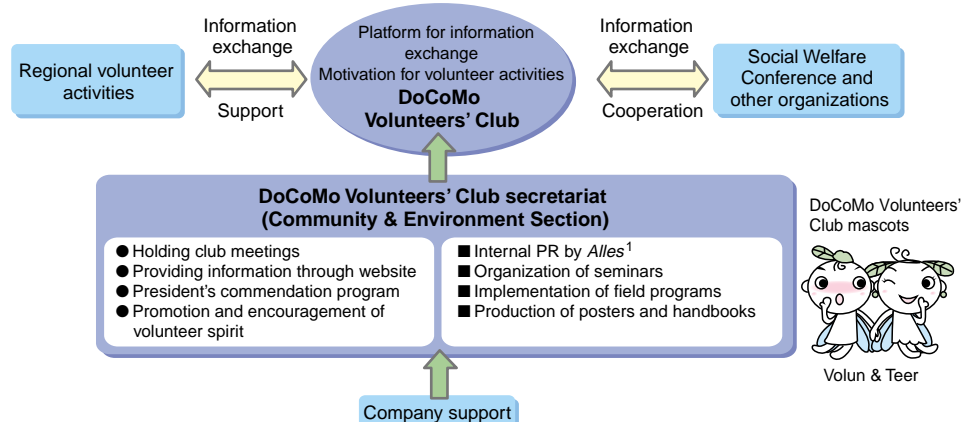 Information
exchange
Platform for information
exchange
Motivation for volunteer activities
DoCoMo
Volunteers' Club
Information
exchange
Regional volunteer
activities
Social Welfare
Conference and
other organizations
Support
Cooperation
DoCoMo Volunteers' Club secretariat
(Community & Environment Section)
● Holding club meetings
● Providing information through website
● President's commendation program
● Promotion and encouragement of
volunteer spirit
■ Internal PR by Alles¹
■ Organization of seminars
■ Implementation of field programs
■ Production of posters and handbooks
DoCoMo Volunteers'
Club mascots
Volun & Teer
Company support